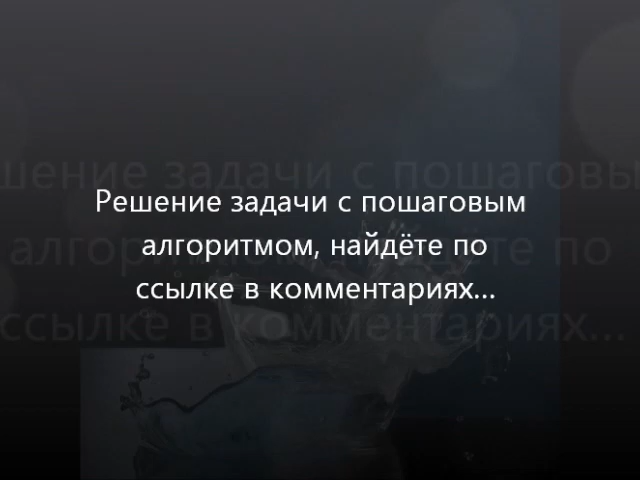 Решение задачи с пошаговым
алгоритмом, найдёте по
ссылке в комментариях...